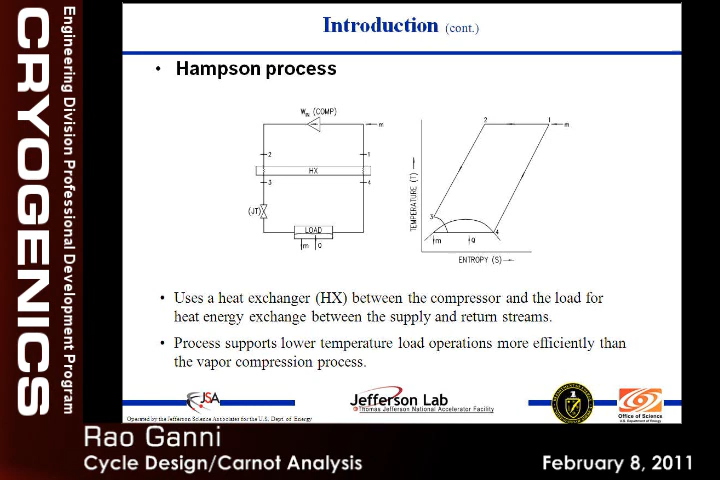 Introduction (cont.)
• Hampson process
W_IN (COMP)
m
2
1
HX
3
4
(JT)
LOAD
m Q
2
1
m
TEMPERATURE (T)
3
4
m
Q
ENTROPY (S)
• Uses a heat exchanger (HX) between the compressor and the load for
heat energy exchange between the supply and return streams.
• Process supports lower temperature load operations more efficiently than
the vapor compression process.
JSA
Operated by the Jefferson Science Associates for the U.S. Dept. of Energy
Jefferson Lab
Thomas Jefferson National Accelerator Facility
Office of Science
U.S. Department of Energy
CRYOGENICS
Engineering Division Professional Development Program
Rao Ganni
Cycle Design/Carnot Analysis
February 8, 2011